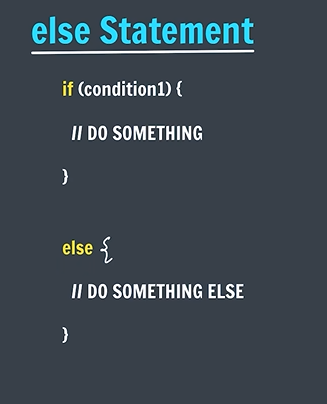 else Statement
if (condition1) {
// DO SOMETHING
}
else {
// DO SOMETHING ELSE
}